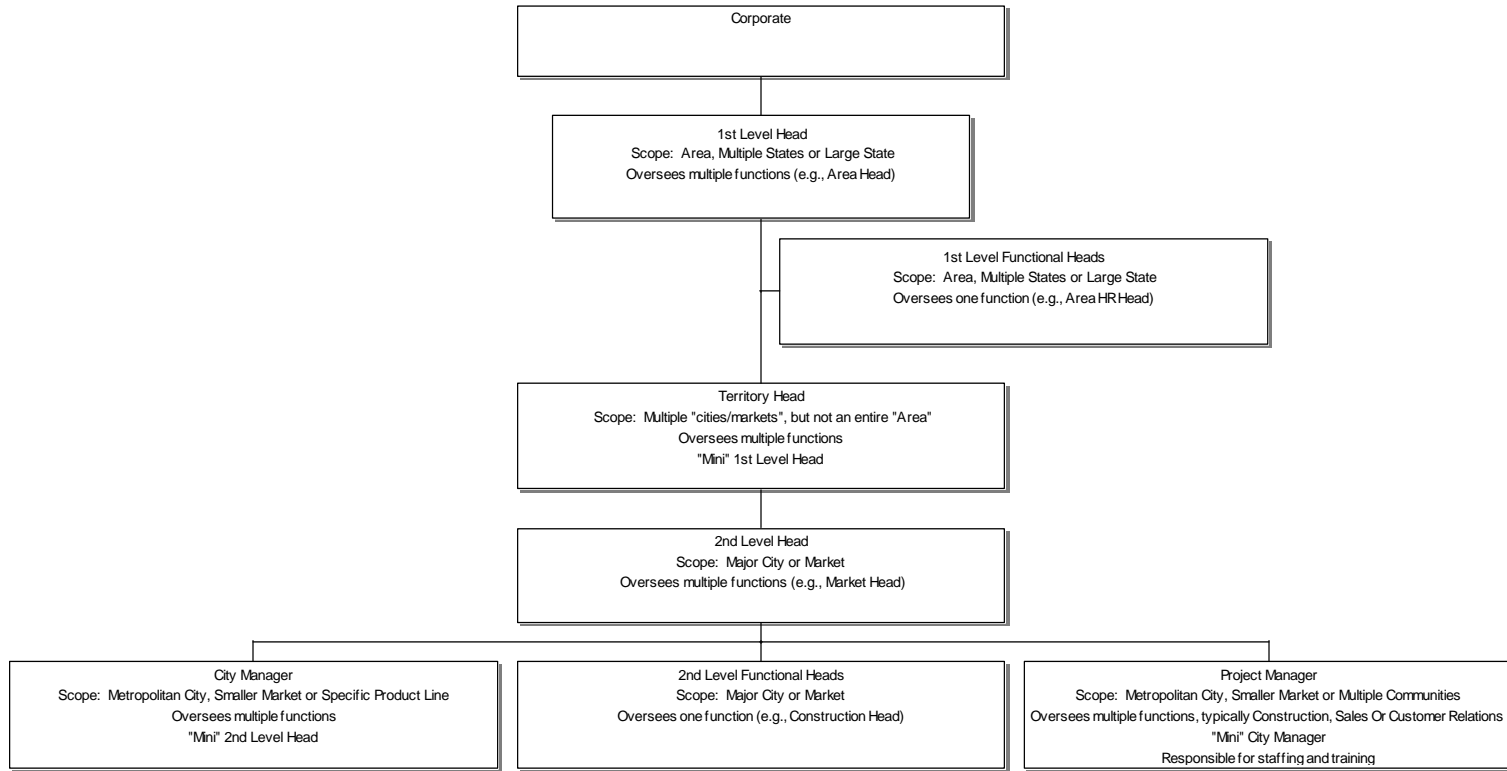 Corporate
1st Level Head
Scope: Area, Multiple States or Large State
Oversees multiple functions (e.g., Area Head)
1st Level Functional Heads
Scope: Area, Multiple States or Large State
Oversees one function (e.g., Area HR Head)
Territory Head
Scope: Multiple "cities/markets", but not an entire "Area"
Oversees multiple functions
"Mini" 1st Level Head
2nd Level Head
Scope: Major City or Market
Oversees multiple functions (e.g., Market Head)
City Manager
Scope: Metropolitan City, Smaller Market or Specific Product Line
Oversees multiple functions
"Mini" 2nd Level Head
2nd Level Functional Heads
Scope: Major City or Market
Oversees one function (e.g., Construction Head)
Project Manager
Scope: Metropolitan City, Smaller Market or Multiple Communities
Oversees multiple functions, typically Construction, Sales Or Customer Relations
"Mini" City Manager
Responsible for staffing and training